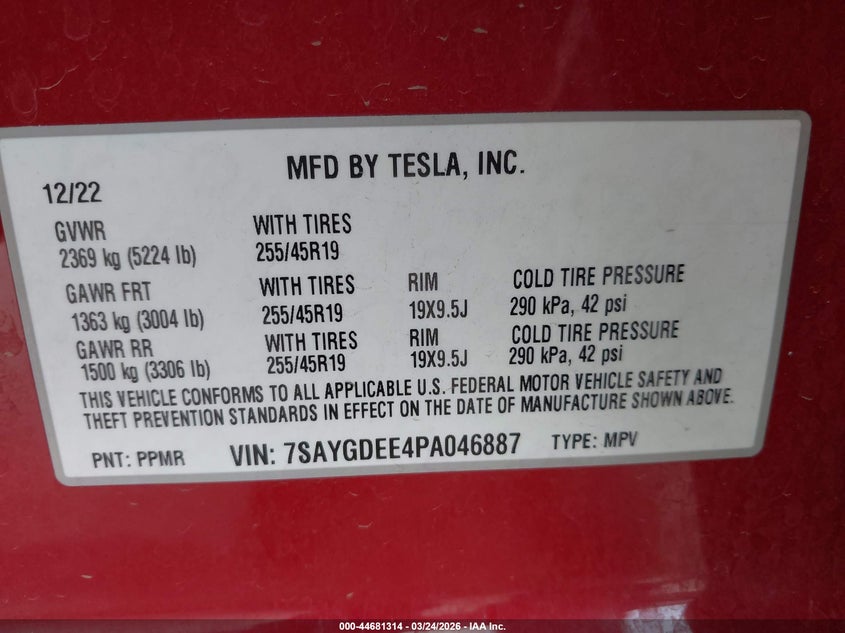 MFD BY TESLA, INC.
12/22
GVWR WITH TIRES
2369 kg (5224 lb) 255/45R19
GAWR FRT WITH TIRES RIM COLD TIRE PRESSURE
1363 kg (3004 lb) 255/45R19 19X9.5J 290 kPa, 42 psi
GAWR RR WITH TIRES RIM COLD TIRE PRESSURE
1500 kg (3306 lb) 255/45R19 19X9.5J 290 kPa, 42 psi
THIS VEHICLE CONFORMS TO ALL APPLICABLE U.S. FEDERAL MOTOR VEHICLE SAFETY AND
THEFT PREVENTION STANDARDS IN EFFECT ON THE DATE OF MANUFACTURE SHOWN ABOVE.
PNT: PPMR VIN: 7SAYGDEE4PA046887 TYPE: MPV
000-44681314 - 03/24/2026 - IAA Inc.